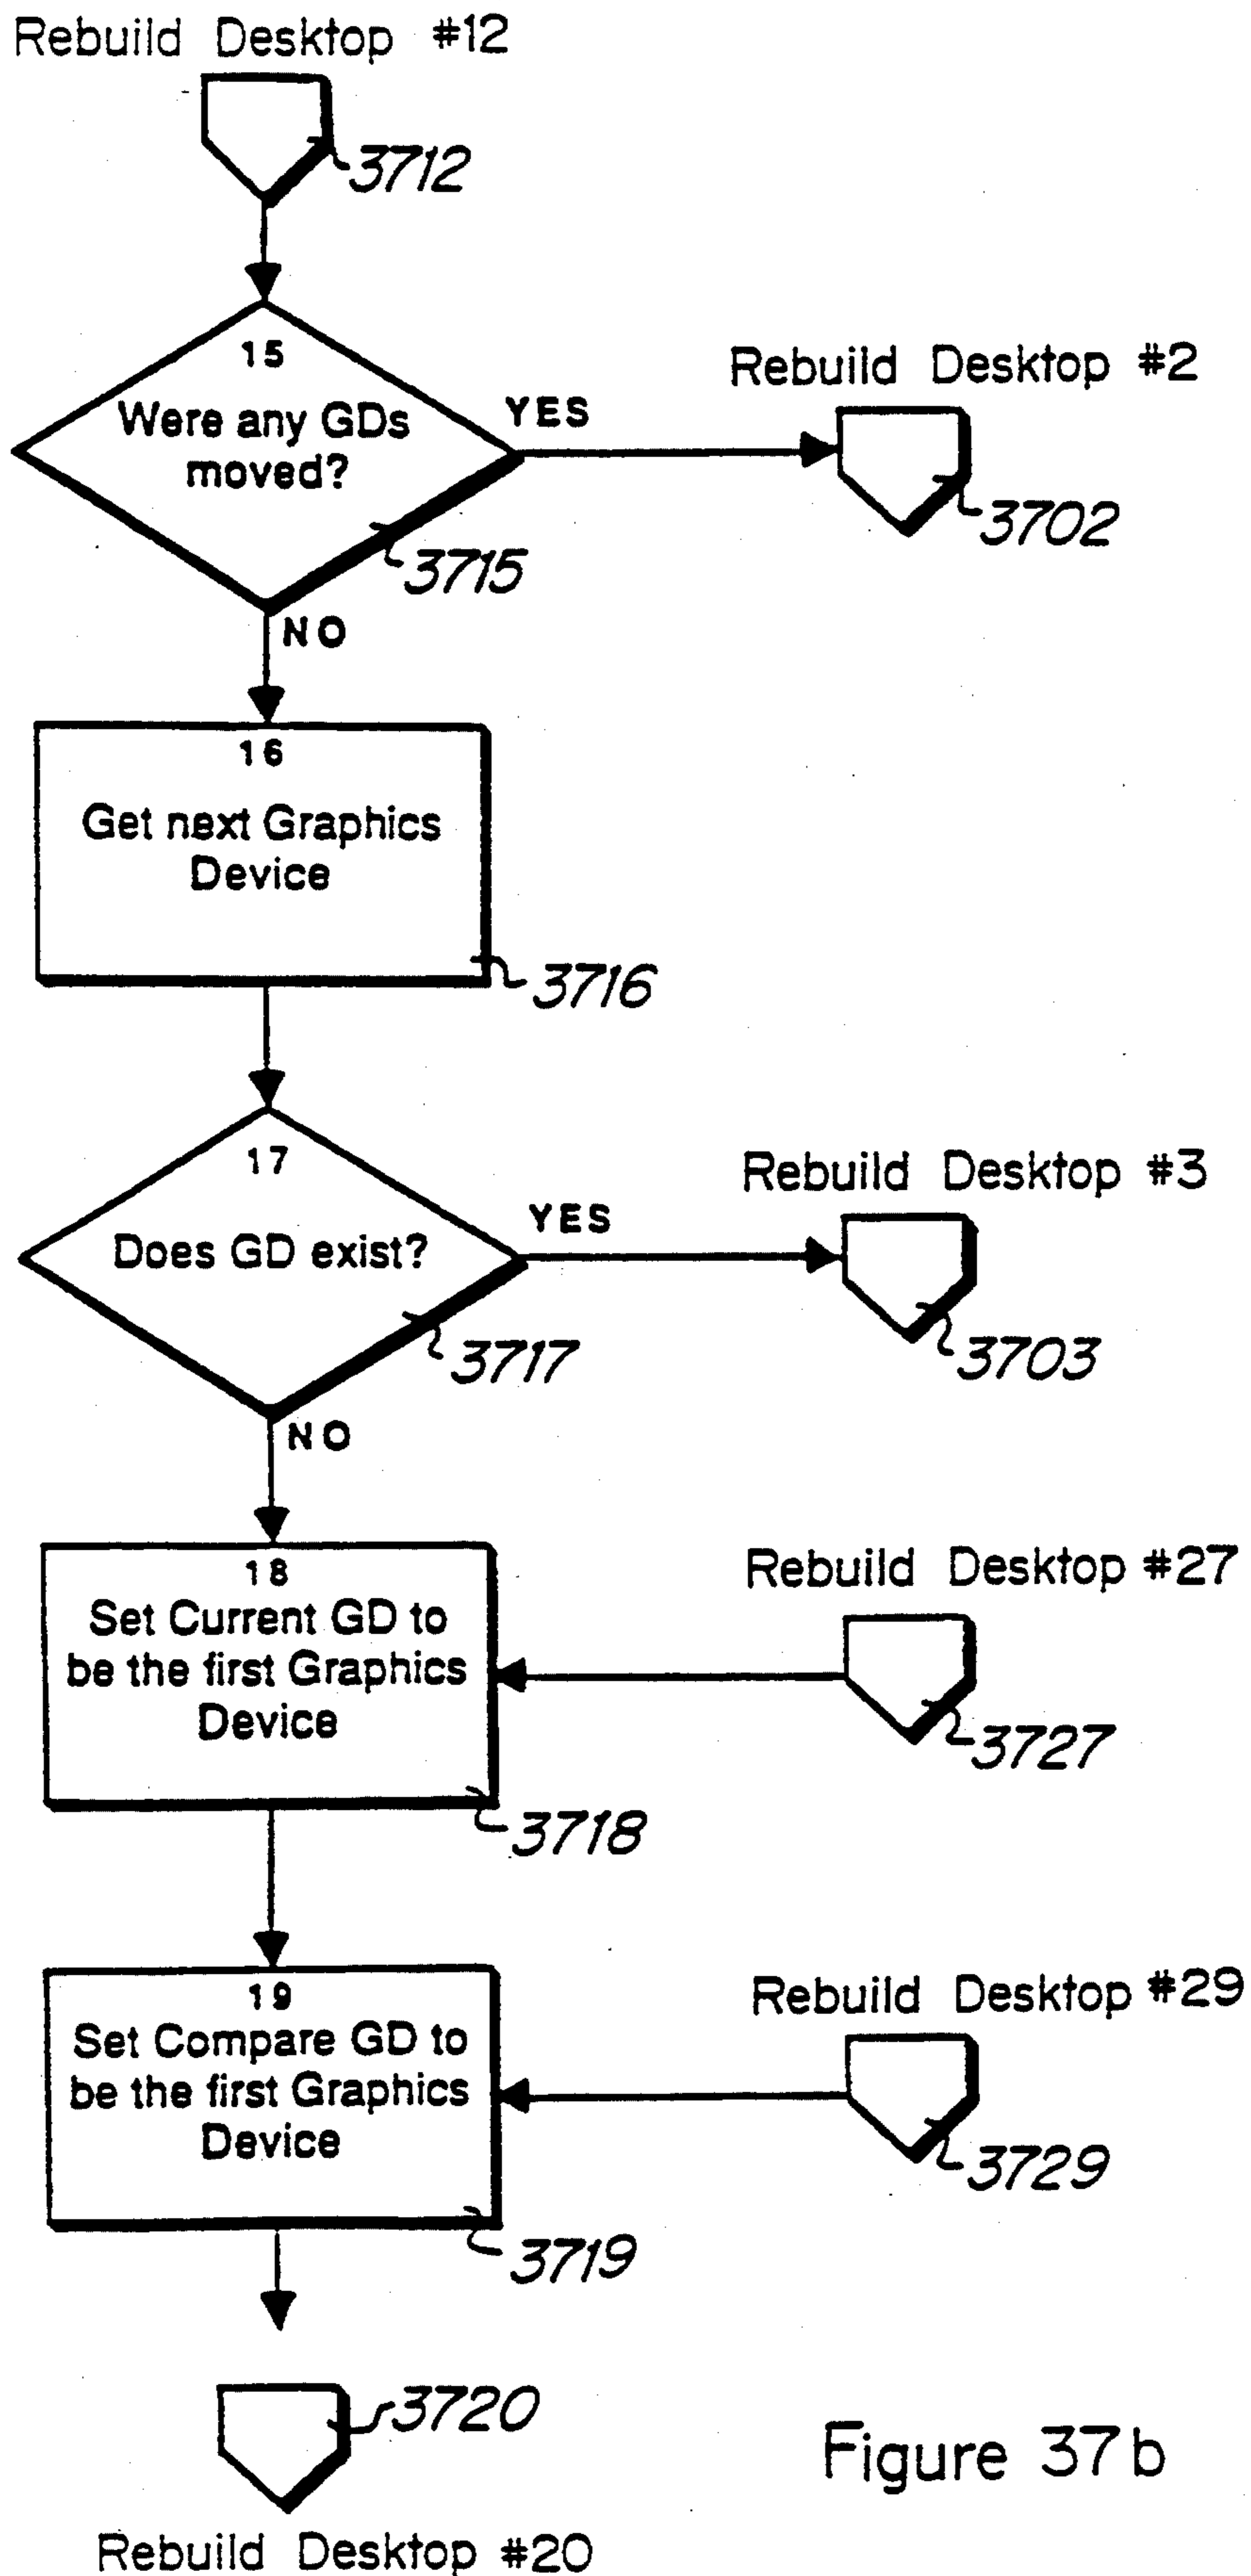 Rebuild Desktop #12
3712
15
Were any GDs
moved?
YES
3715
NO
Rebuild Desktop #2
3702
16
Get next Graphics
Device
3716
17
Does GD exist?
YES
3717
NO
Rebuild Desktop #3
3703
18
Set Current GD to
be the first Graphics
Device
3718
Rebuild Desktop #27
3727
19
Set Compare GD to
be the first Graphics
Device
3719
Rebuild Desktop #29
3729
3720
Rebuild Desktop #20
Figure 37b